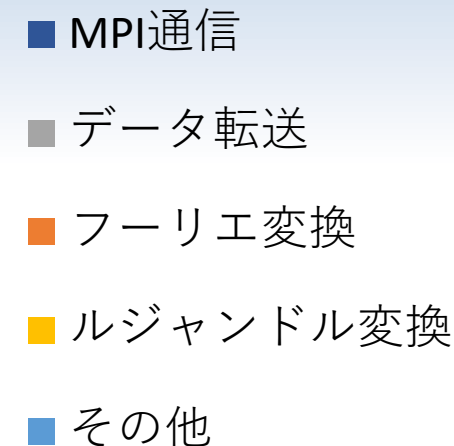 MPI通信
データ転送
フーリエ変換
ルジャンドル変換
その他